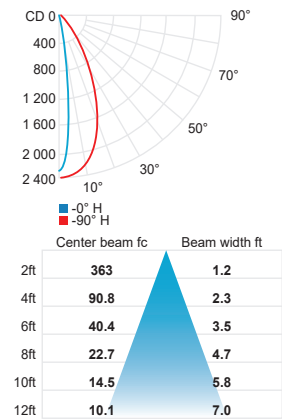 CD 0
90°
400
800
70°
1 200
1 600
50°
2 000
30°
2 400
10°
-0° H
-90° H
Center beam fc Beam width ft
2ft 363 1.2
4ft 90.8 2.3
6ft 40.4 3.5
8ft 22.7 4.7
10ft 14.5 5.8
12ft 10.1 7.0